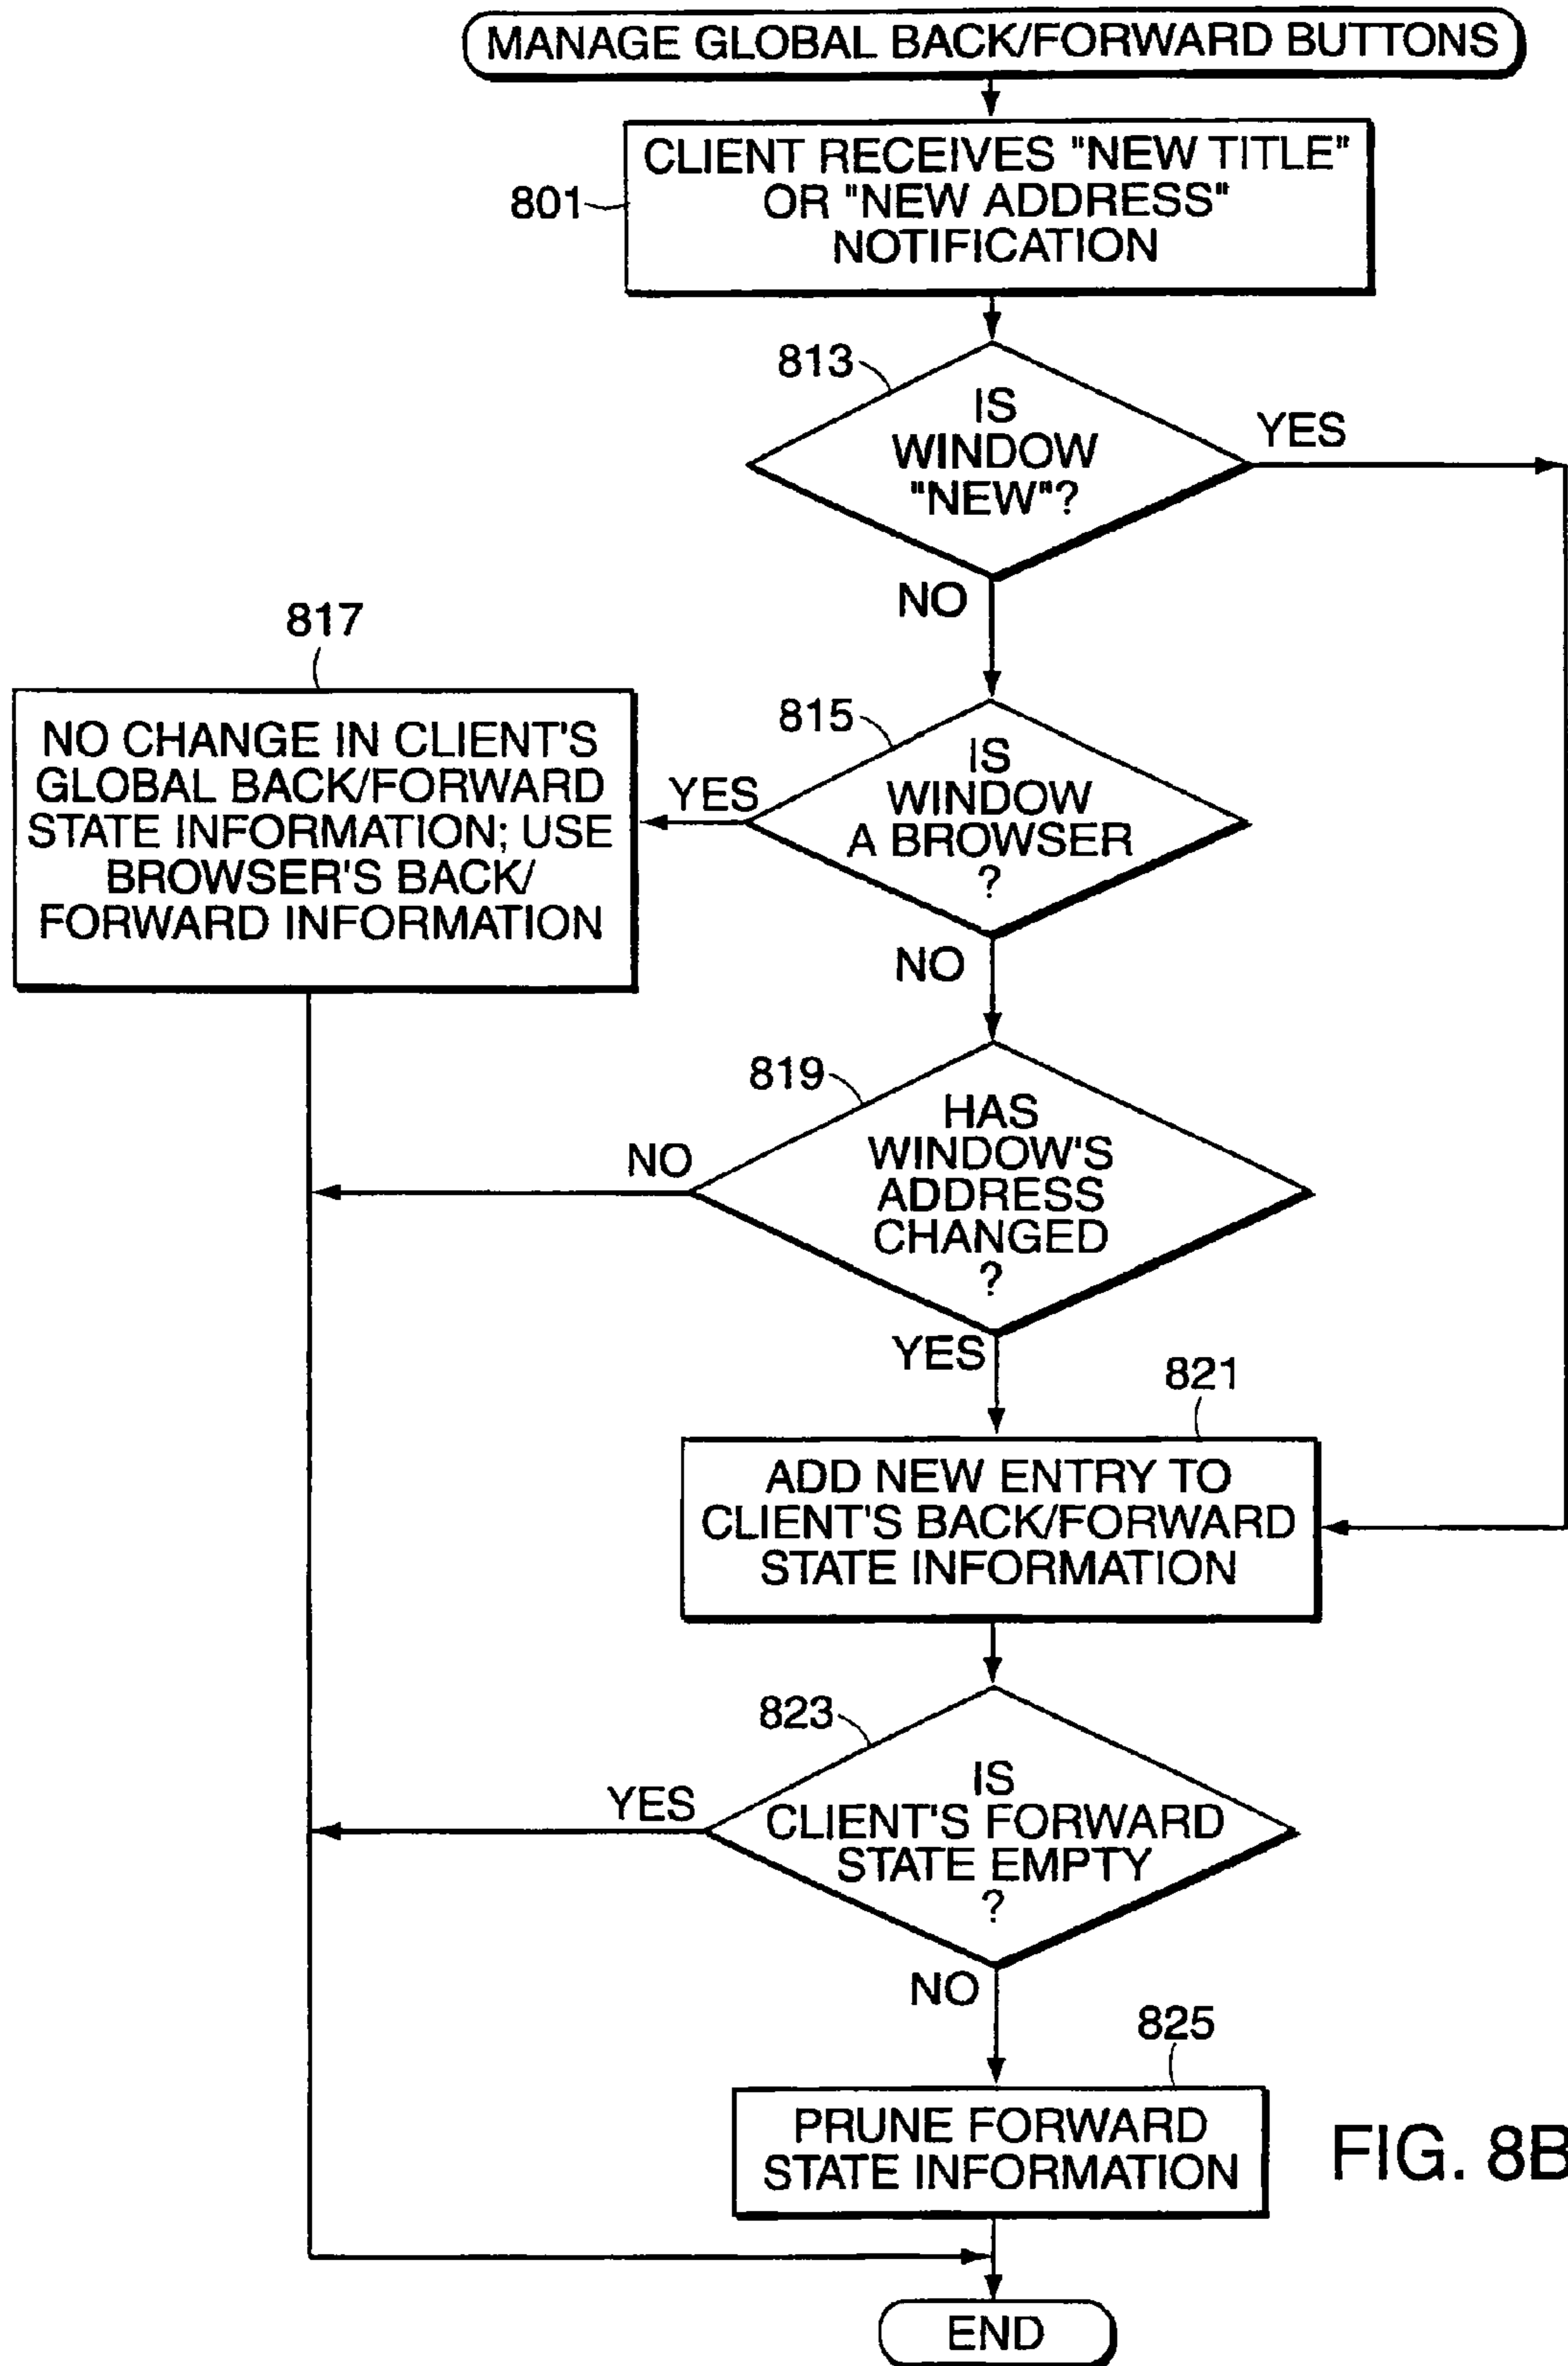 MANAGE GLOBAL BACK/FORWARD BUTTONS
CLIENT RECEIVES "NEW TITLE"
OR "NEW ADDRESS"
NOTIFICATION
801
813
IS
WINDOW
"NEW"?
YES
NO
817
NO CHANGE IN CLIENT'S
GLOBAL BACK/FORWARD
STATE INFORMATION; USE
BROWSER'S BACK/
FORWARD INFORMATION
815
IS
WINDOW
A BROWSER
?
YES
NO
819
HAS
WINDOW'S
ADDRESS
CHANGED
?
NO
YES
821
ADD NEW ENTRY TO
CLIENT'S BACK/FORWARD
STATE INFORMATION
823
IS
CLIENT'S FORWARD
STATE EMPTY
?
YES
NO
825
PRUNE FORWARD
STATE INFORMATION
FIG. 8B
END